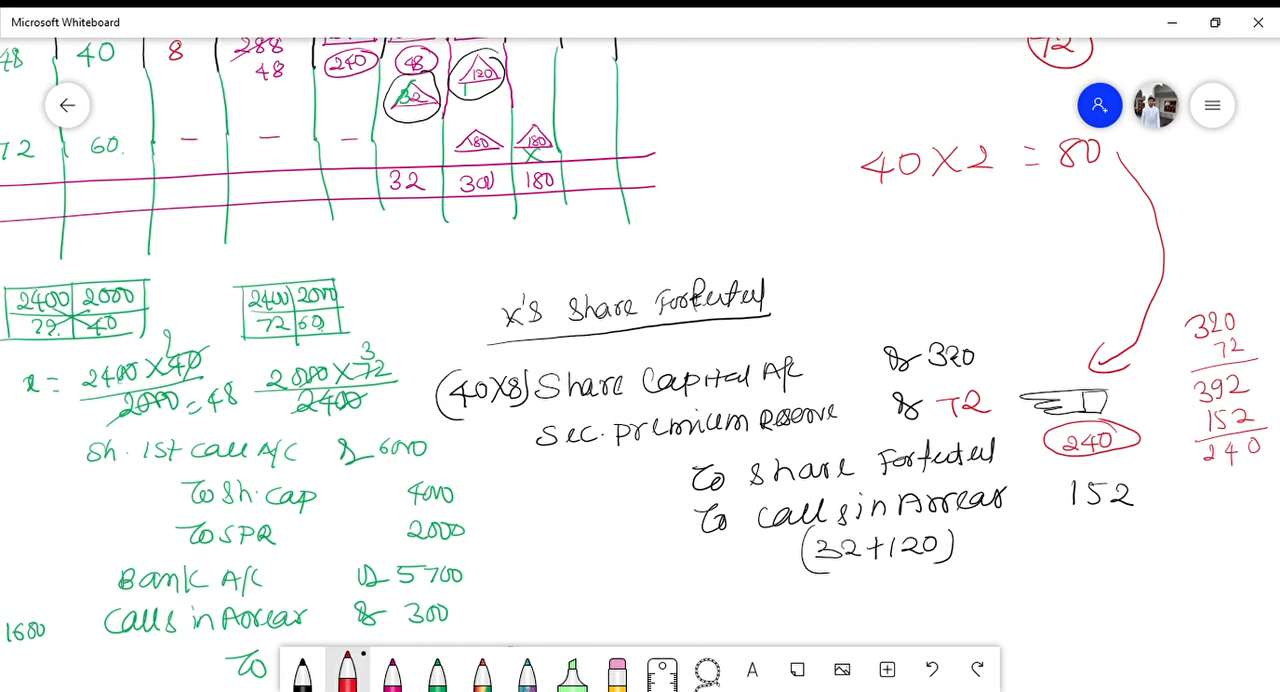 Microsoft Whiteboard
48 40 8 288 240 48 120
48 32
72 60. - - - 180 180
X
32 300 180
72
40 X 2 = 80
2400 2000
72. 40
2400 2000
72 60
x = 2400 X 40 / 2000 = 48
2
2000 X 72 / 2400
3
Sh. 1st Call A/C Dr 6000
To Sh. Cap 4000
To SPR 2000
Bank A/C Dr 5700
Calls in Arrear Dr 300
1680
To
X's Share Forfeited
(40X8) Share Capital A/c Dr 320
Sec. premium Reserve Dr 72
To Share Forfeited 240
To Calls in Arrear 152
(32+120)
320
72
392
152
240
A